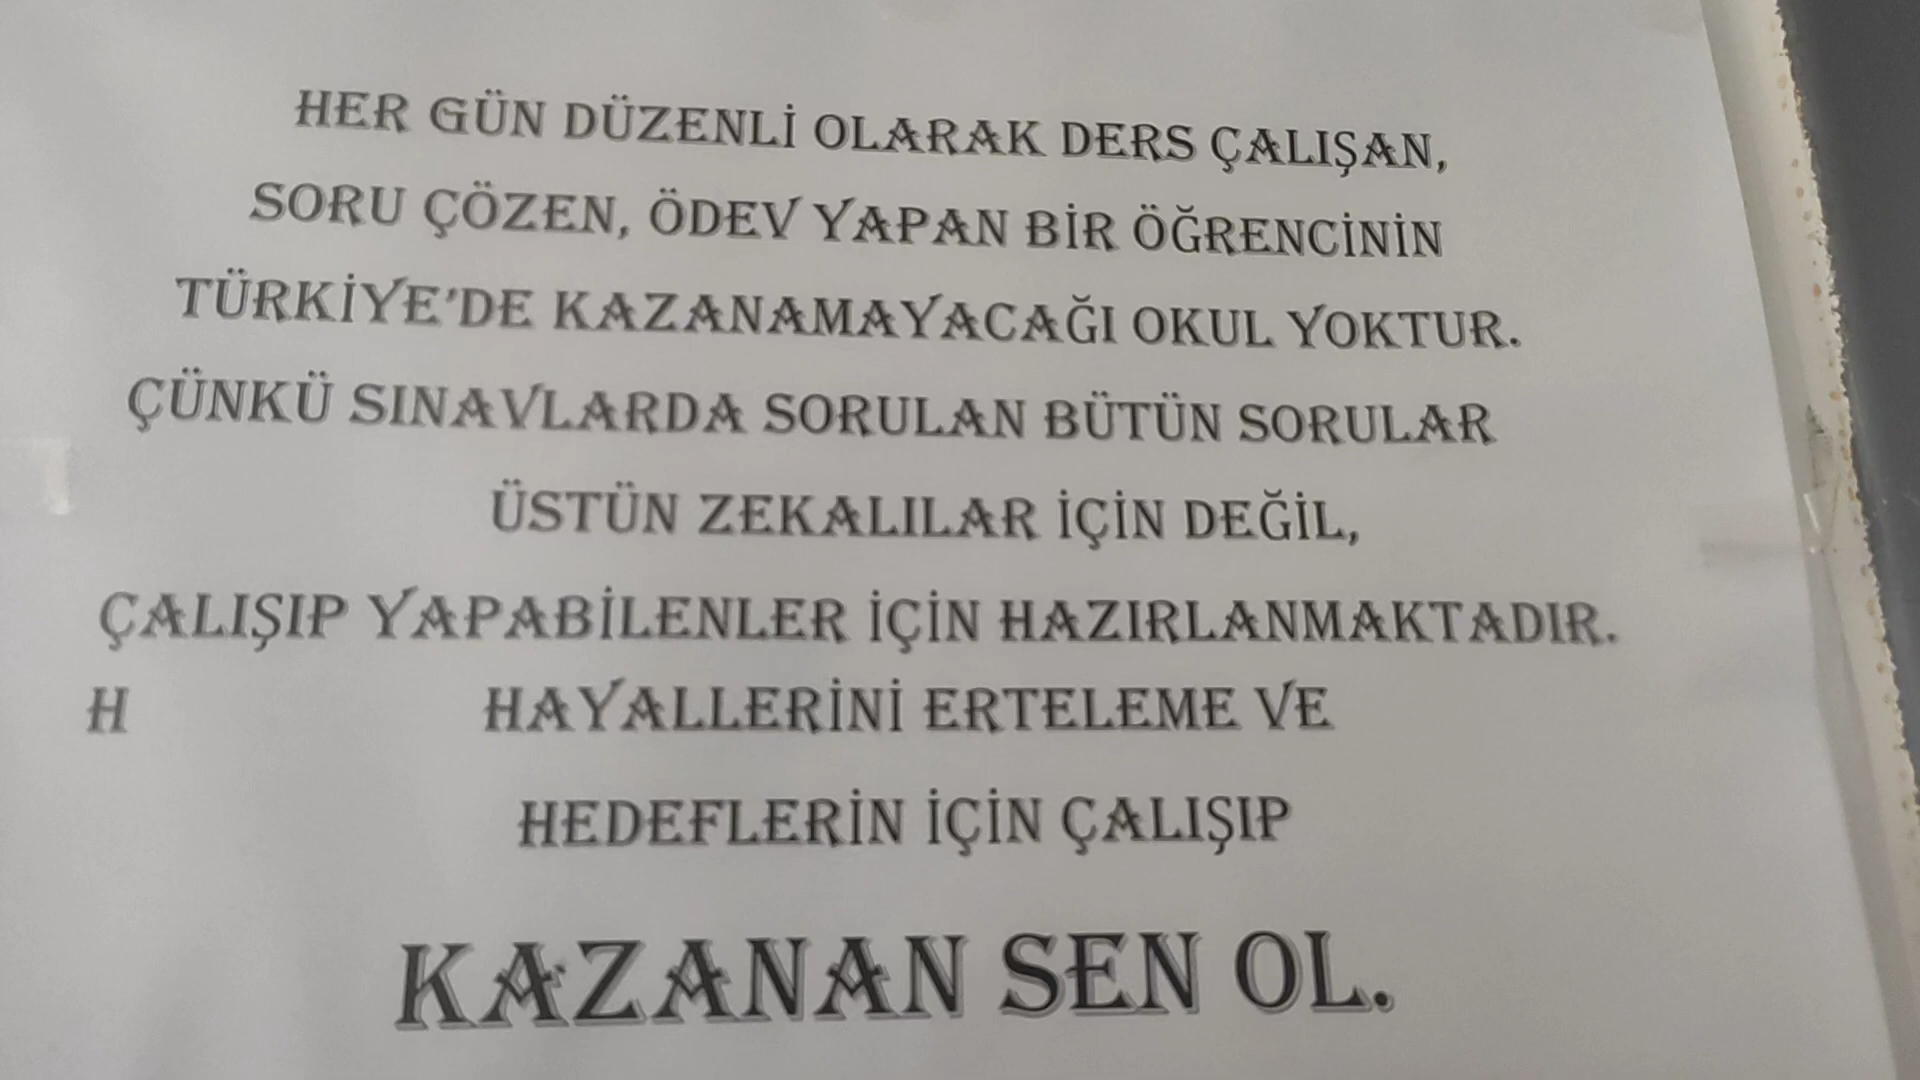 HER GÜN DÜZENLİ OLARAK DERS ÇALIŞAN,
SORU ÇÖZEN, ÖDEV YAPAN BİR ÖĞRENCİNİN
TÜRKİYE'DE KAZANAMAYACAĞI OKUL YOKTUR.
ÇÜNKÜ SINAVLARDA SORULAN BÜTÜN SORULAR
ÜSTÜN ZEKALILAR İÇİN DEĞİL,
ÇALIŞIP YAPABİLENLER İÇİN HAZIRLANMAKTADIR.
H HAYALLERİNİ ERTELEME VE
HEDEFLERİN İÇİN ÇALIŞIP
KAZANAN SEN OL.